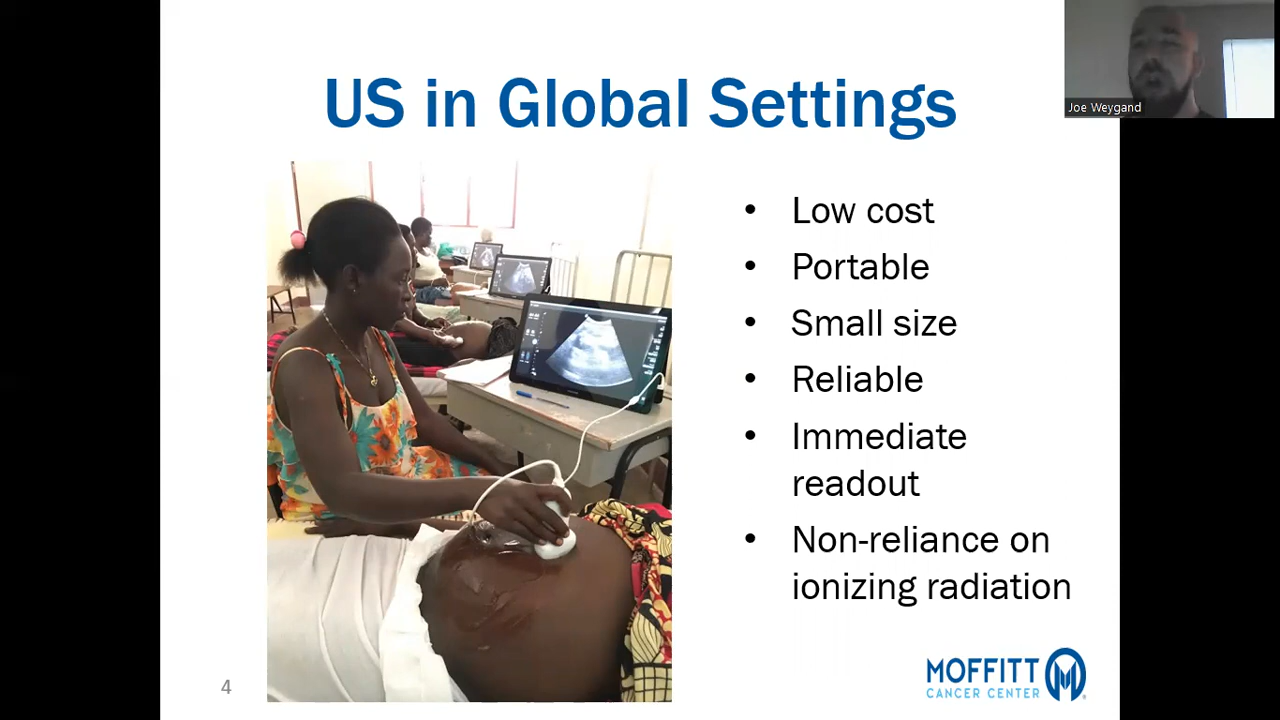 US in Global Settings
Joe Weygand
• Low cost
• Portable
• Small size
• Reliable
• Immediate
readout
• Non-reliance on
ionizing radiation
4
MOFFITT
CANCER CENTER